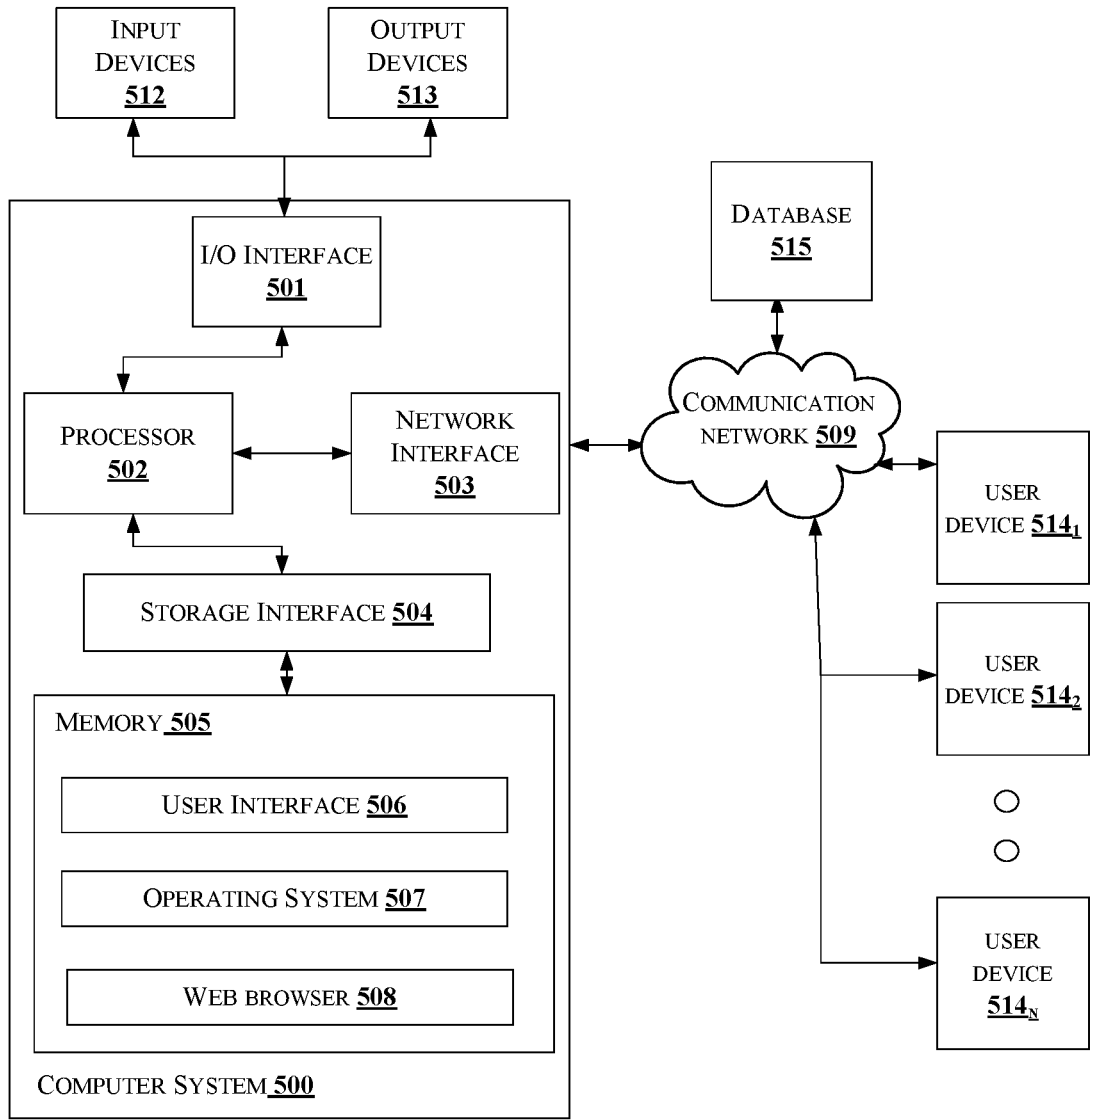 INPUT
DEVICES
512
OUTPUT
DEVICES
513
I/O INTERFACE
501
DATABASE
515
PROCESSOR
502
NETWORK
INTERFACE
503
COMMUNICATION
NETWORK 509
USER
DEVICE 514₁
STORAGE INTERFACE 504
USER
DEVICE 514₂
MEMORY 505
USER INTERFACE 506
OPERATING SYSTEM 507
WEB BROWSER 508
USER
DEVICE
514N
COMPUTER SYSTEM 500